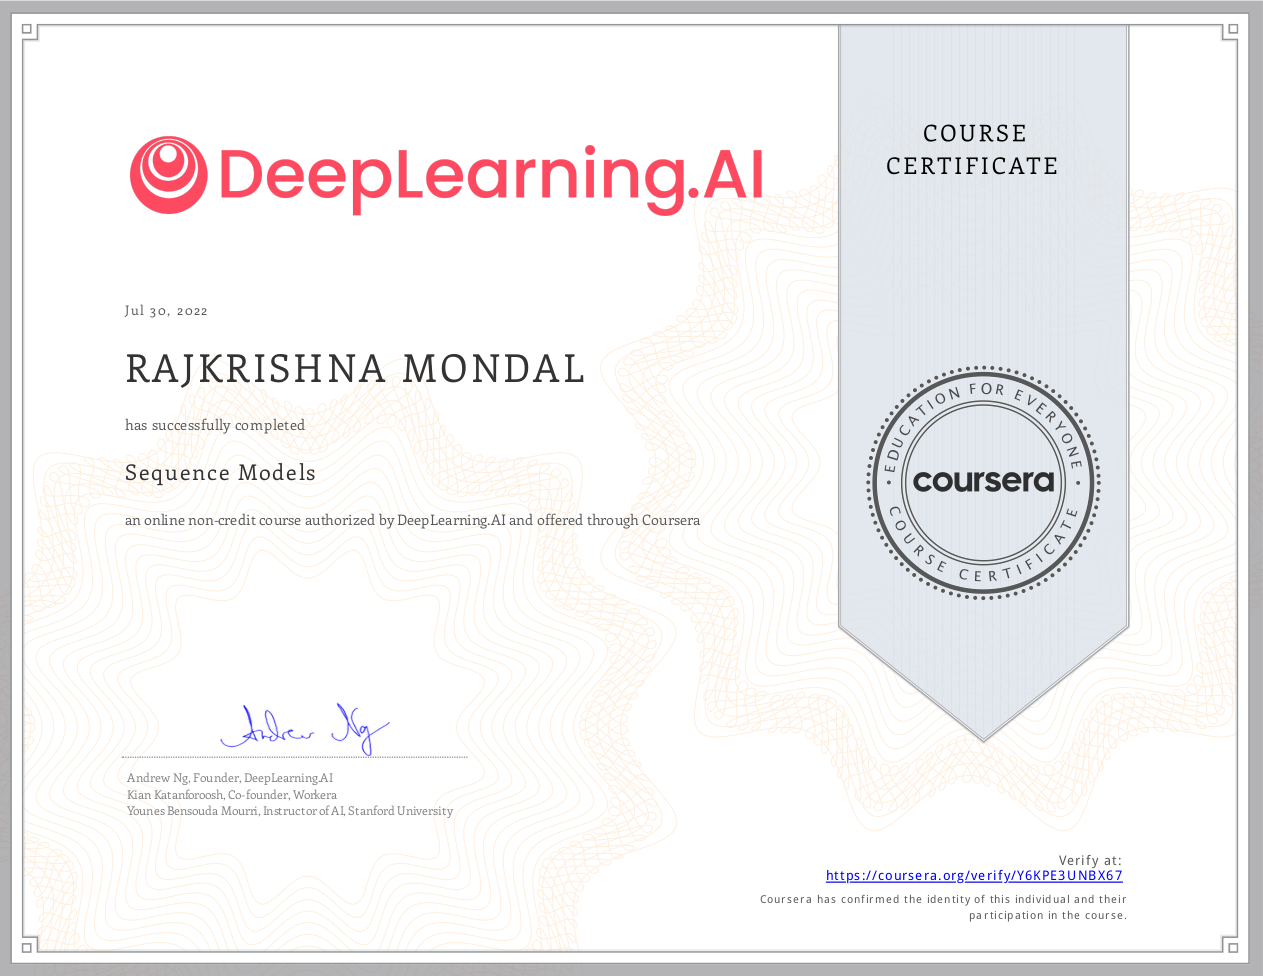 DeepLearning.AI
COURSE
CERTIFICATE
Jul 30, 2022
RAJKRISHNA MONDAL
has successfully completed
Sequence Models
an online non-credit course authorized by DeepLearning.AI and offered through Coursera
EDUCATION FOR EVERYONE
coursera
COURSE CERTIFICATE
Andrew Ng
Andrew Ng, Founder, DeepLearning.AI
Kian Katanforoosh, Co-founder, Workera
Younes Bensouda Mourri, Instructor of AI, Stanford University
Verify at:
https://coursera.org/verify/Y6KPE3UNBX67
Coursera has confirmed the identity of this individual and their
participation in the course.